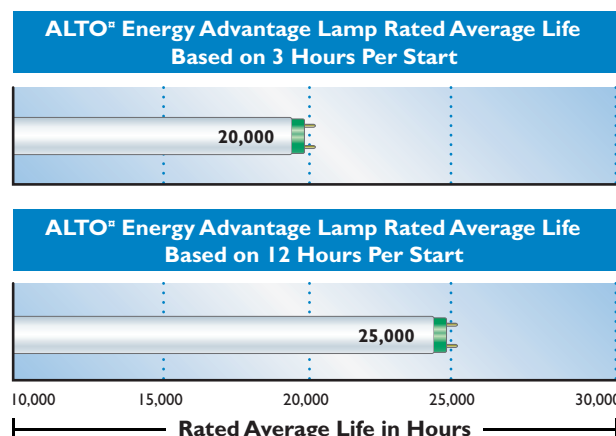 ALTO¤ Energy Advantage Lamp Rated Average Life
Based on 3 Hours Per Start
20,000
ALTO¤ Energy Advantage Lamp Rated Average Life
Based on 12 Hours Per Start
25,000
10,000 15,000 20,000 25,000 30,000
Rated Average Life in Hours